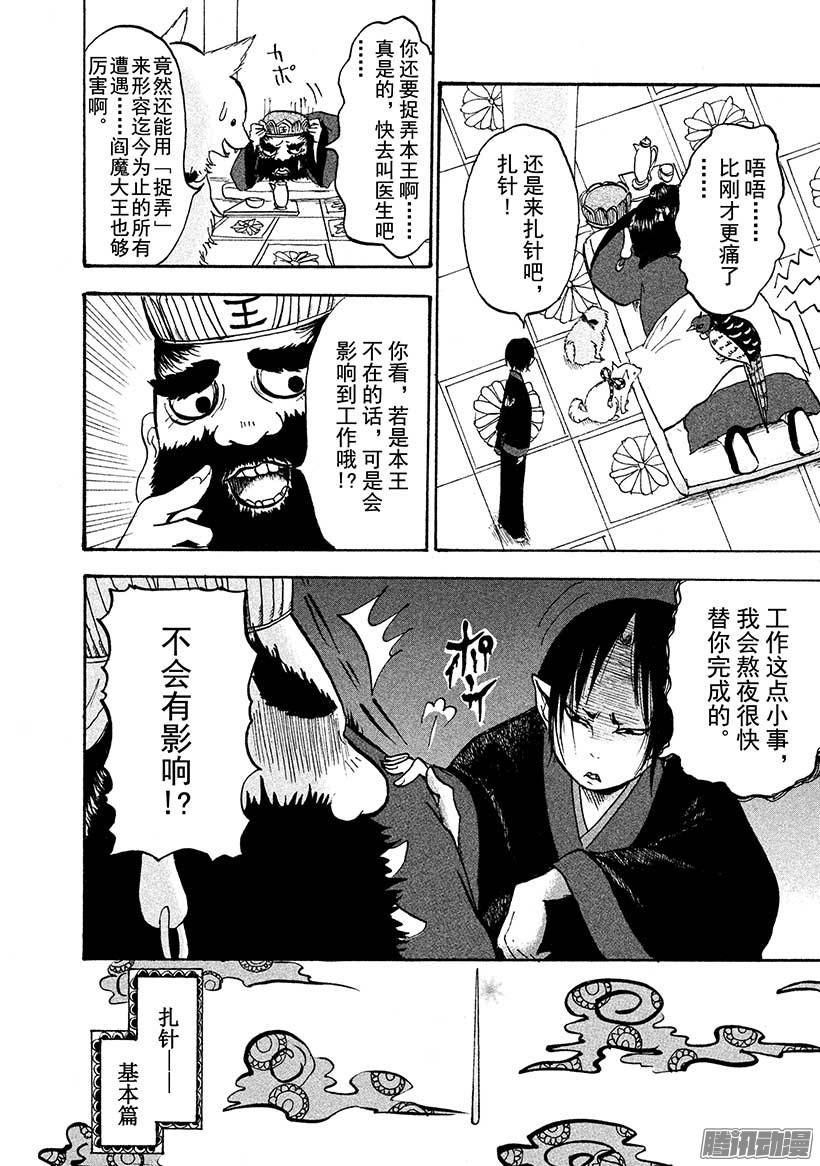 唔唔……
比刚才更痛了
……
还是来扎针吧，
扎针！
你还要捉弄本王啊……
真是的，快去叫医生吧
……
カポ
竟然还能用「捉弄」
来形容迄今为止的所有
遭遇……阎魔大王也够
厉害啊。
王
你看，若是本王
不在的话，可是会
影响到工作哦！？
工作这点小事，
我会熬夜很快
替你完成的。
ポン
不会有影响！？
扎针——
基本篇
腾讯动漫